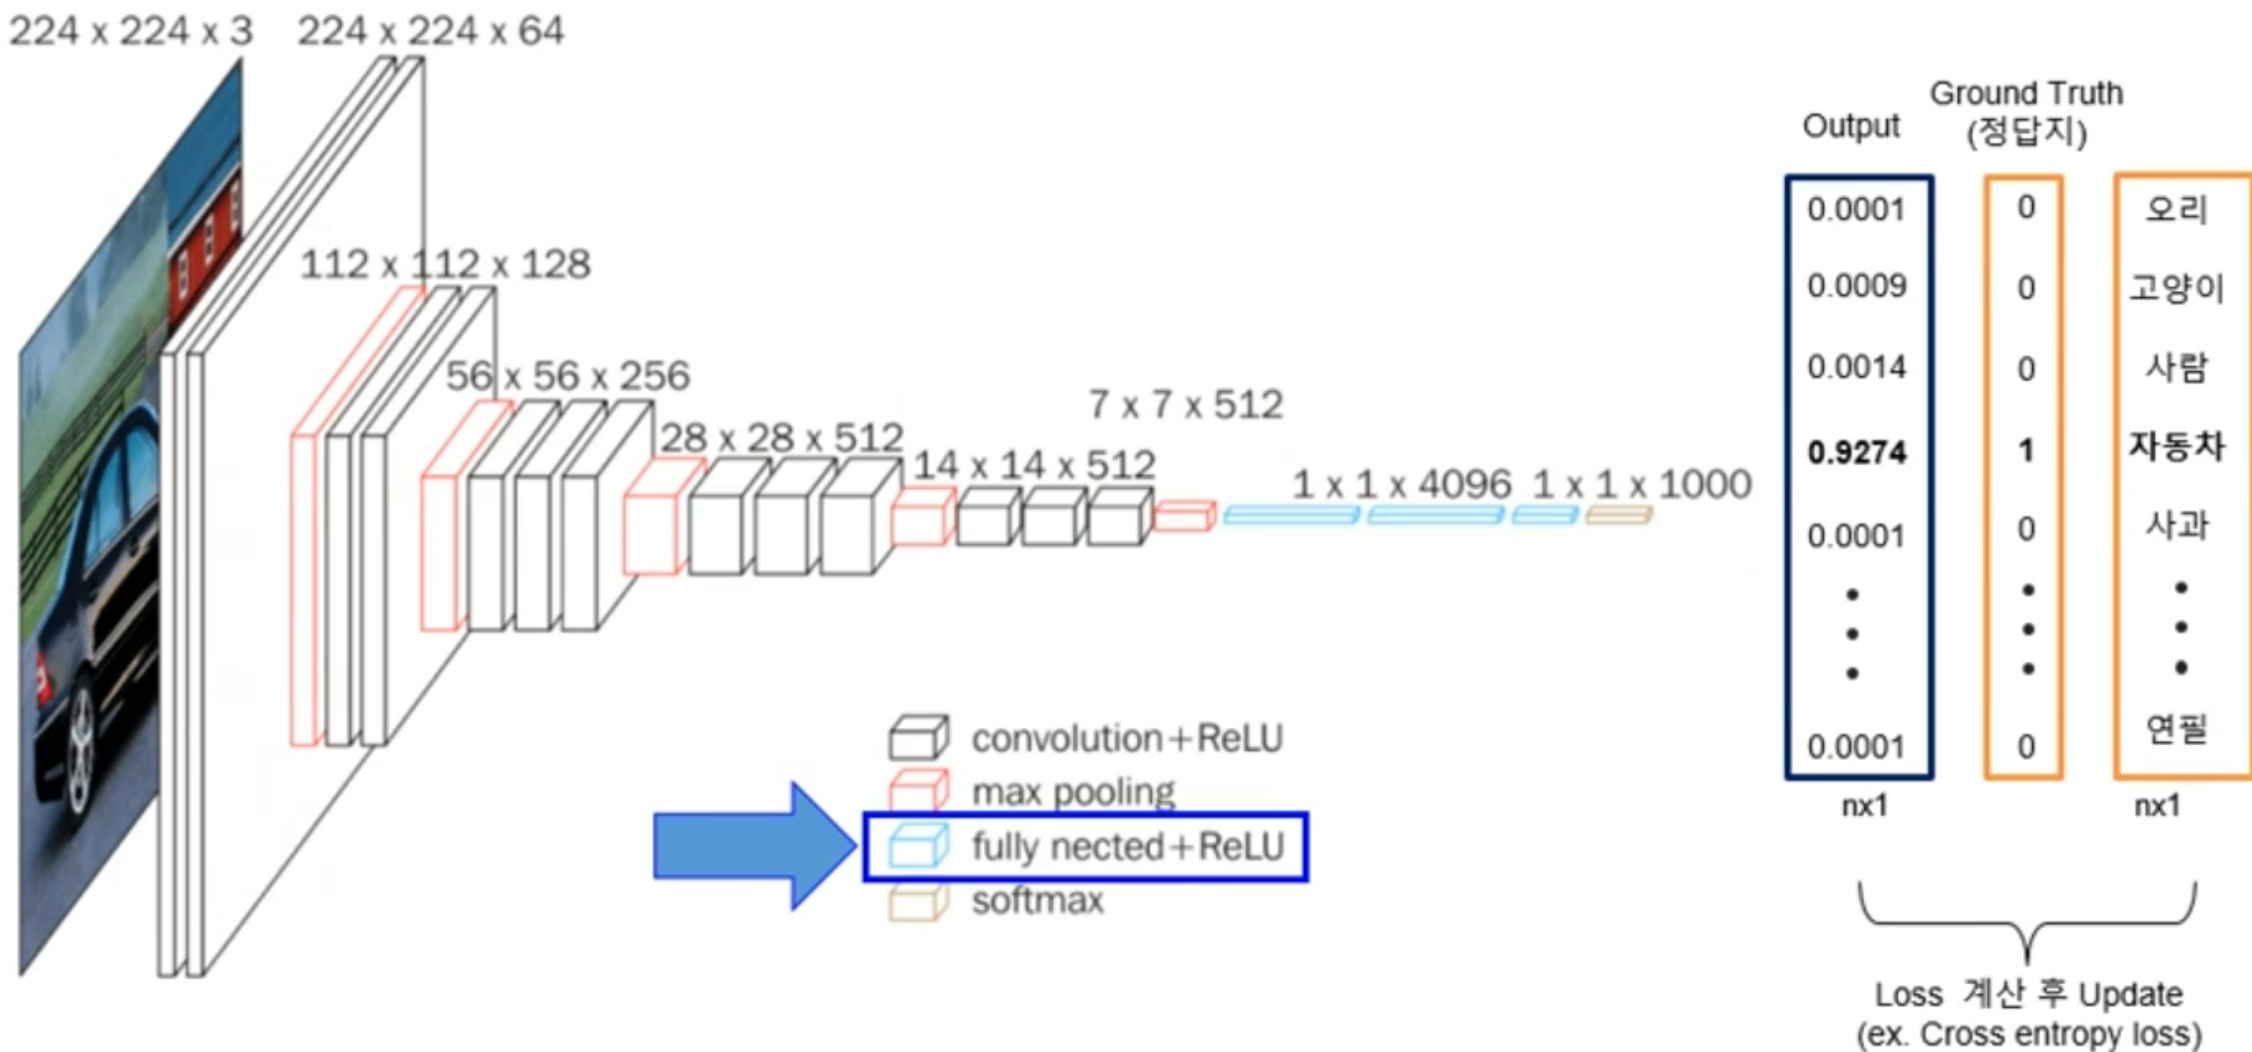 224 x 224 x 3
224 x 224 x 64
112 x 112 x 128
56 x 56 x 256
28 x 28 x 512
14 x 14 x 512
7 x 7 x 512
1 x 1 x 4096
1 x 1 x 1000
convolution+ReLU
max pooling
fully nected+ReLU
softmax
Output
Ground Truth
(정답지)
0.0001 0 오리
0.0009 0 고양이
0.0014 0 사람
0.9274 1 자동차
0.0001 0 사과
0.0001 0 연필
nx1
nx1
Loss 계산 후 Update
(ex. Cross entropy loss)